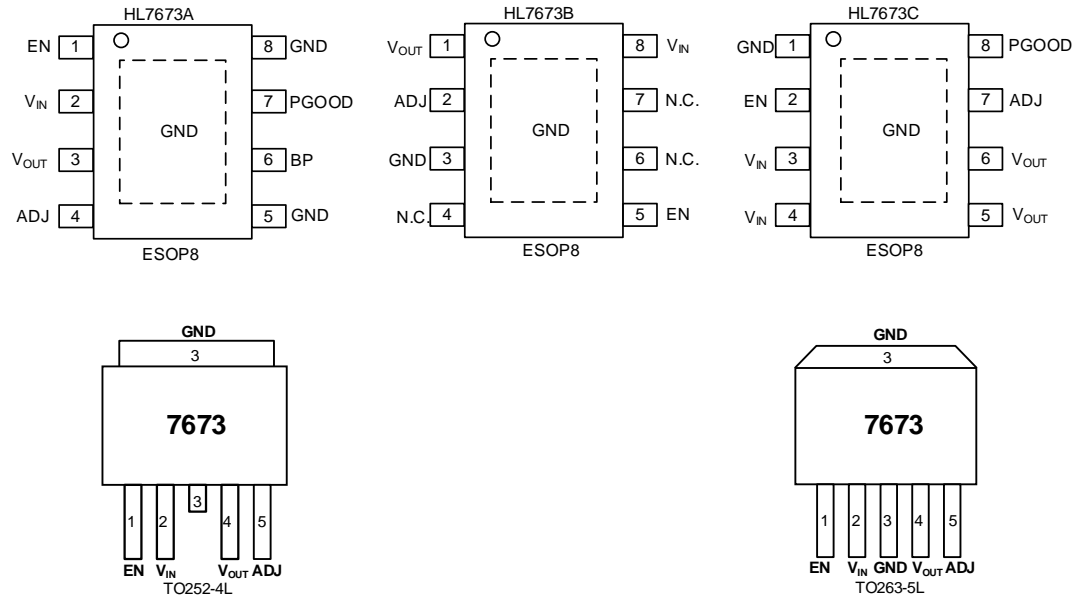 HL7673A
EN 1 8 GND
VIN 2 7 PGOOD
GND
VOUT 3 6 BP
ADJ 4 5 GND
ESOP8
HL7673B
VOUT 1 8 VIN
ADJ 2 7 N.C.
GND
GND 3 6 N.C.
N.C. 4 5 EN
ESOP8
HL7673C
GND 1 8 PGOOD
EN 2 7 ADJ
GND
VIN 3 6 VOUT
VIN 4 5 VOUT
ESOP8
GND
3
7673
3
1 2 4 5
EN VIN VOUT ADJ
TO252-4L
GND
3
7673
1 2 3 4 5
EN VIN GND VOUT ADJ
TO263-5L